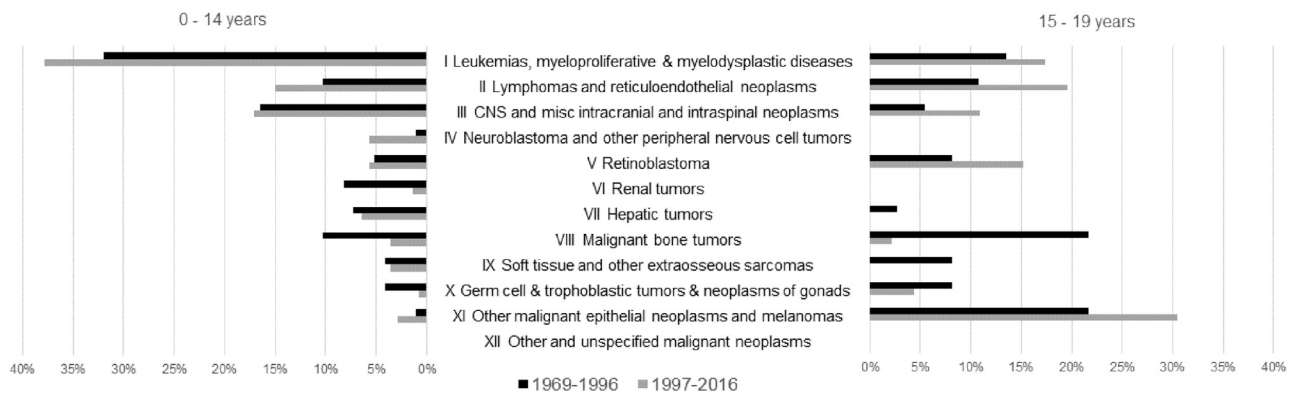 0 - 14 years
15 - 19 years
I Leukemias, myeloproliferative & myelodysplastic diseases
II Lymphomas and reticuloendothelial neoplasms
III CNS and misc intracranial and intraspinal neoplasms
IV Neuroblastoma and other peripheral nervous cell tumors
V Retinoblastoma
VI Renal tumors
VII Hepatic tumors
VIII Malignant bone tumors
IX Soft tissue and other extraosseous sarcomas
X Germ cell & trophoblastic tumors & neoplasms of gonads
XI Other malignant epithelial neoplasms and melanomas
XII Other and unspecified malignant neoplasms
40% 35% 30% 25% 20% 15% 10% 5% 0%
0% 5% 10% 15% 20% 25% 30% 35% 40%
1969-1996 1997-2016